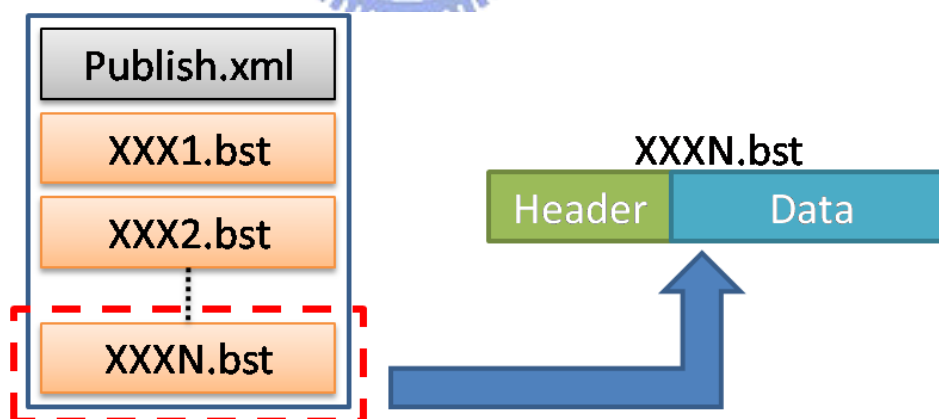 Publish.xml
XXX1.bst
XXX2.bst
XXXN.bst
XXXN.bst
Header
Data